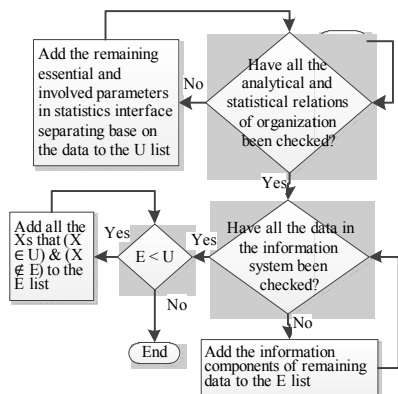 Add the remaining
essential and
involved parameters
in statistics interface
separating base on
the data to the U list
No
Have all the
analytical and
statistical relations
of organization
been checked?
Yes
Add all the
Xs that (X
∈ U) & (X
∉ E) to the
E list
Yes
E < U
Yes
Have all the data in
the information
system been
checked?
No
No
End
Add the information
components of remaining
data to the E list